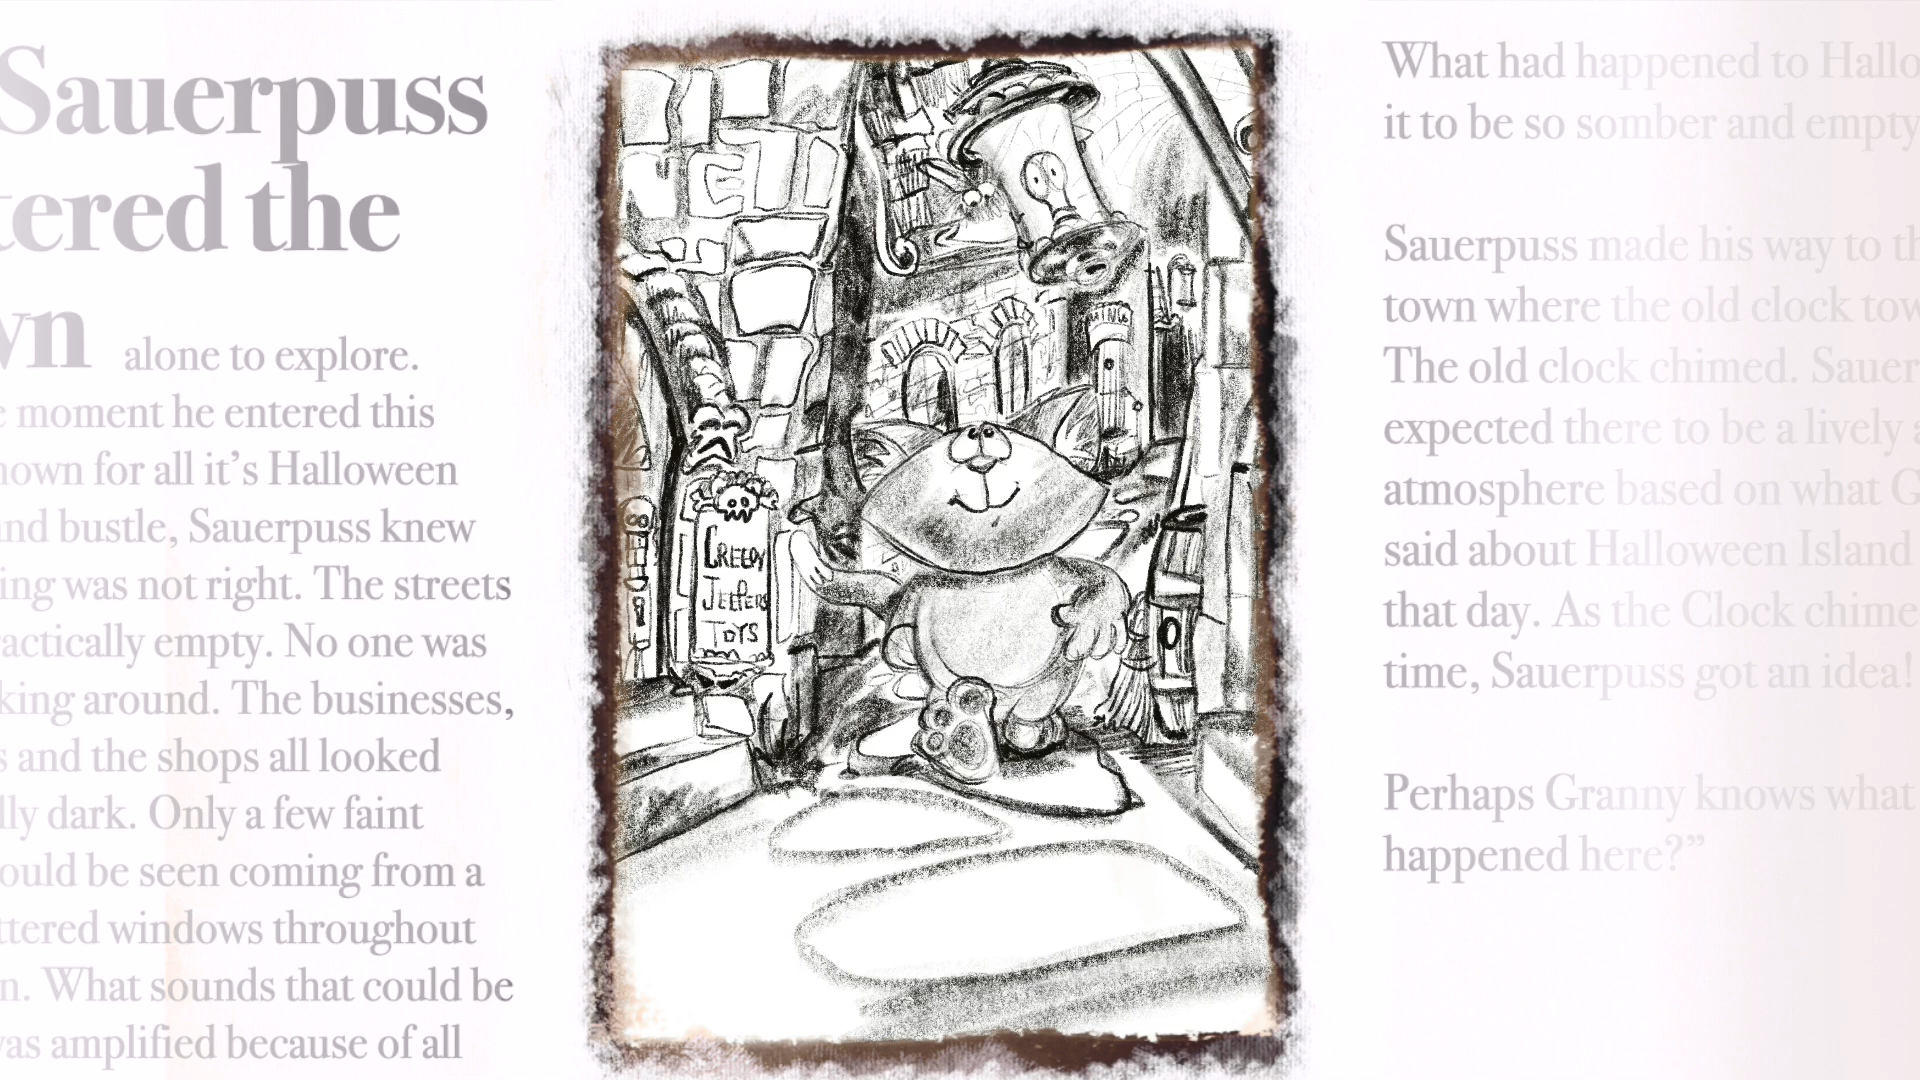 Sauerpuss
tered the
wn alone to explore.
e moment he entered this
nown for all it's Halloween
and bustle, Sauerpuss knew
ing was not right. The streets
ractically empty. No one was
king around. The businesses,
s and the shops all looked
lly dark. Only a few faint
ould be seen coming from a
ttered windows throughout
n. What sounds that could be
was amplified because of all
CREEPY
JEEPERS
TOYS
What had happened to Hallo
it to be so somber and empty
Sauerpuss made his way to th
town where the old clock tow
The old clock chimed. Sauer
expected there to be a lively a
atmosphere based on what G
said about Halloween Island
that day. As the Clock chime
time, Sauerpuss got an idea!
Perhaps Granny knows what
happened here?”